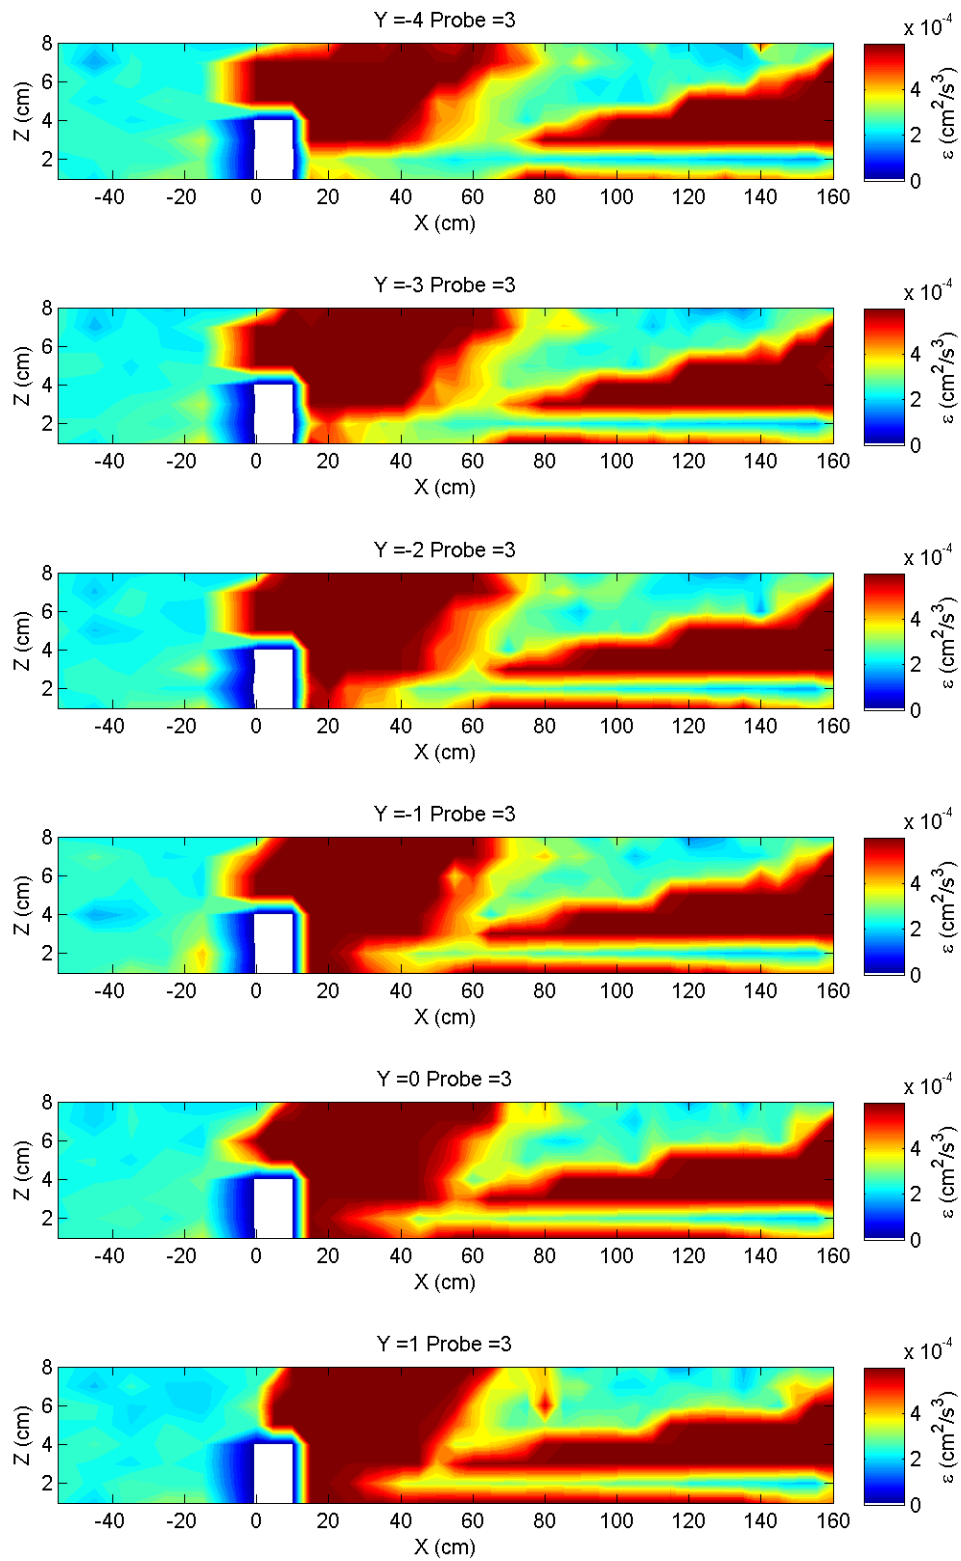 Y =-4 Probe =3
x 10^-4
8
6
4
2
Z (cm)
-40 -20 0 20 40 60 80 100 120 140 160
X (cm)
4
2
0
ε (cm^2/s^3)
Y =-3 Probe =3
x 10^-4
8
6
4
2
Z (cm)
-40 -20 0 20 40 60 80 100 120 140 160
X (cm)
4
2
0
ε (cm^2/s^3)
Y =-2 Probe =3
x 10^-4
8
6
4
2
Z (cm)
-40 -20 0 20 40 60 80 100 120 140 160
X (cm)
4
2
0
ε (cm^2/s^3)
Y =-1 Probe =3
x 10^-4
8
6
4
2
Z (cm)
-40 -20 0 20 40 60 80 100 120 140 160
X (cm)
4
2
0
ε (cm^2/s^3)
Y =0 Probe =3
x 10^-4
8
6
4
2
Z (cm)
-40 -20 0 20 40 60 80 100 120 140 160
X (cm)
4
2
0
ε (cm^2/s^3)
Y =1 Probe =3
x 10^-4
8
6
4
2
Z (cm)
-40 -20 0 20 40 60 80 100 120 140 160
X (cm)
4
2
0
ε (cm^2/s^3)